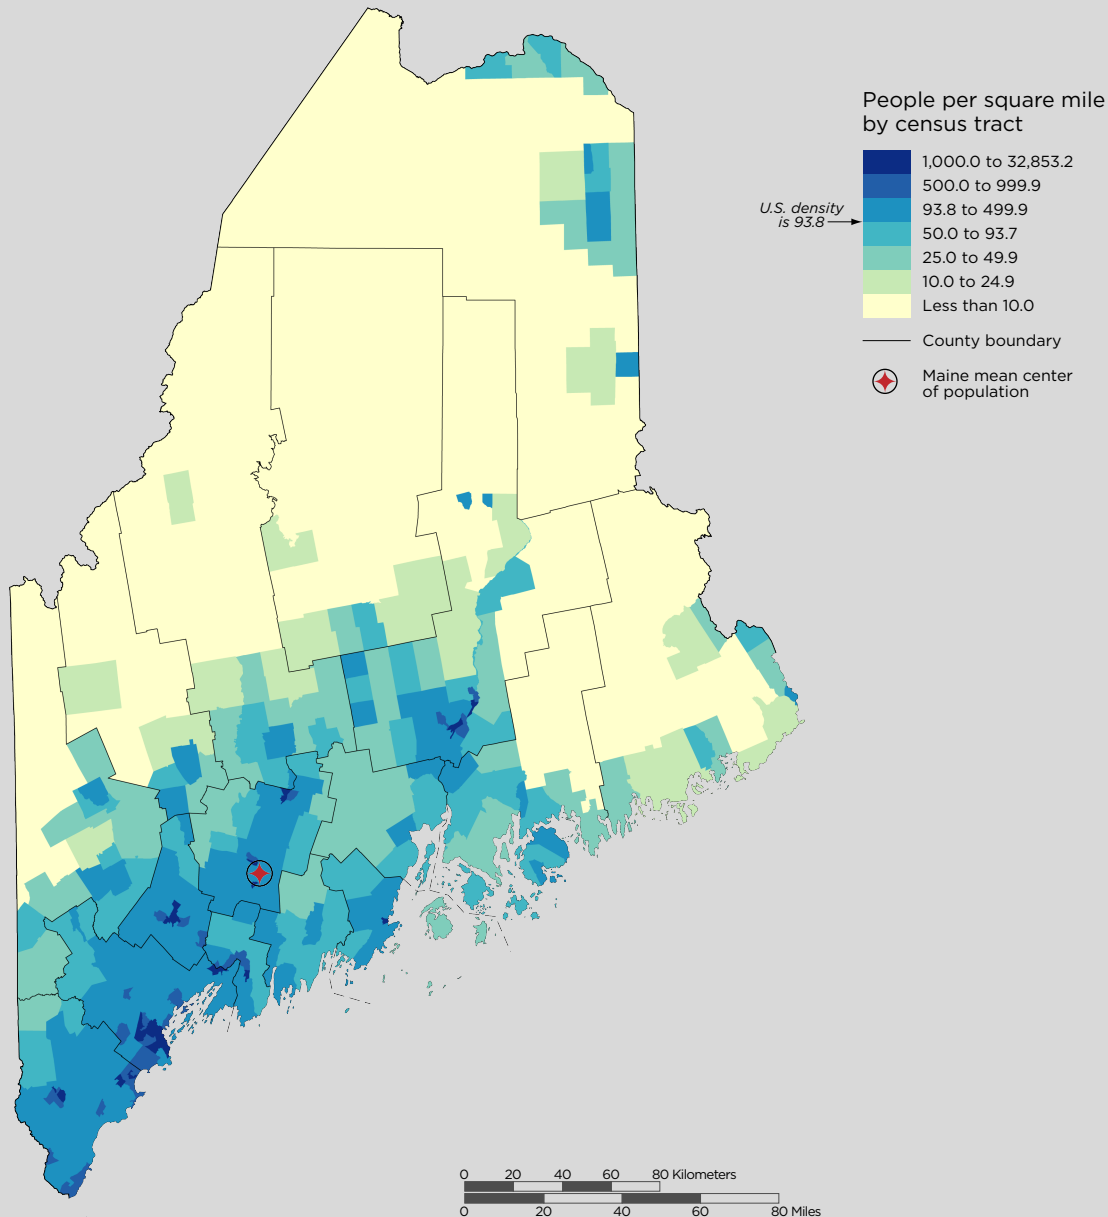 People per square mile
by census tract
1,000.0 to 32,853.2
500.0 to 999.9
U.S. density
is 93.8
93.8 to 499.9
50.0 to 93.7
25.0 to 49.9
10.0 to 24.9
Less than 10.0
County boundary
Maine mean center
of population
0 20 40 60 80 Kilometers
0 20 40 60 80 Miles